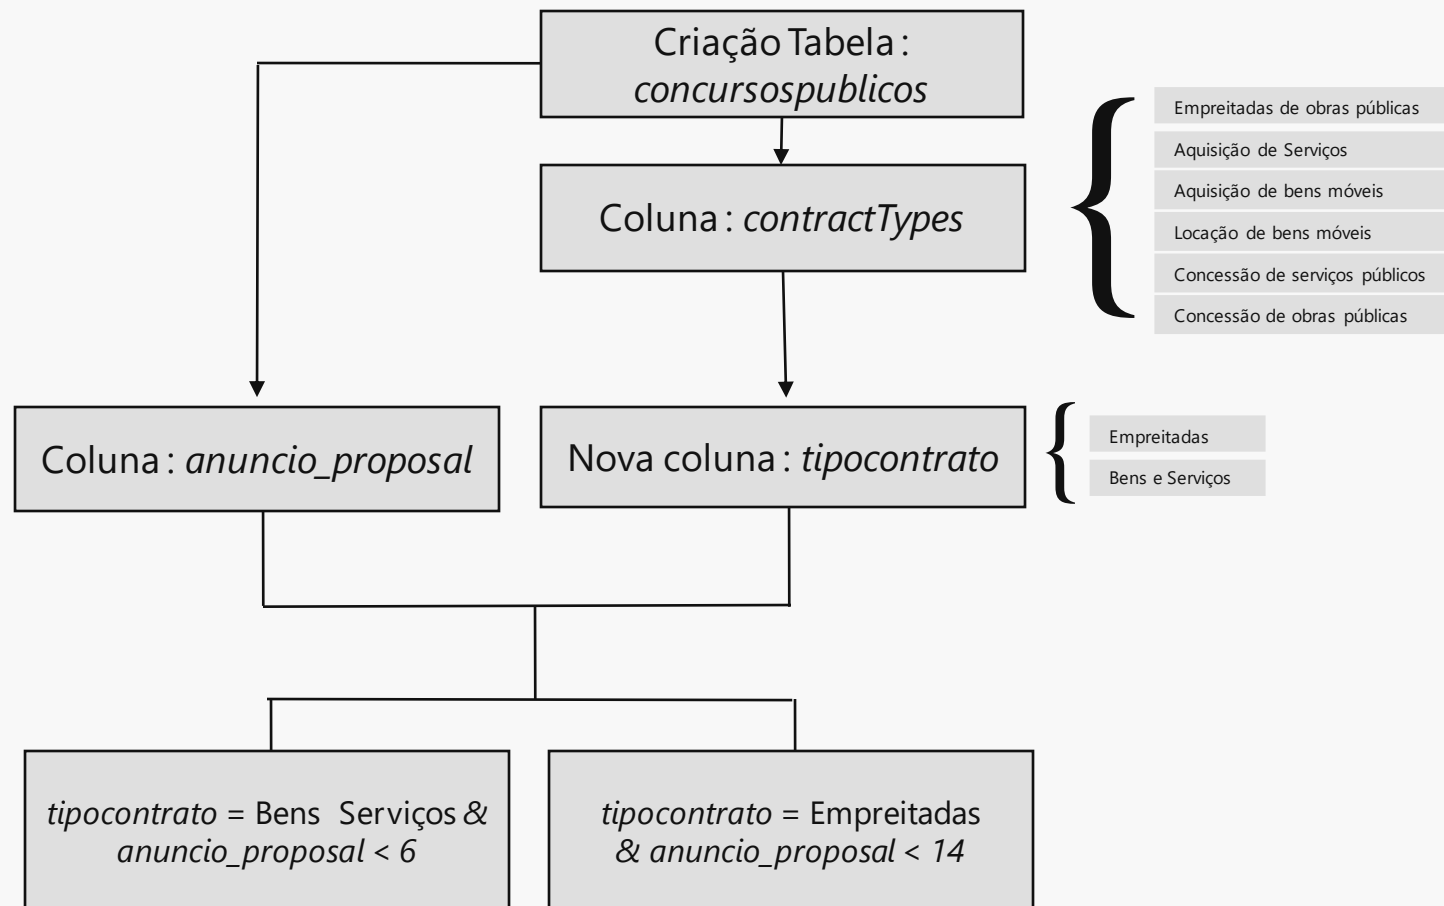 Criação Tabela :
concursospublicos
Coluna : contractTypes
Empreitadas de obras públicas
Aquisição de Serviços
Aquisição de bens móveis
Locação de bens móveis
Concessão de serviços públicos
Concessão de obras públicas
Coluna : anuncio_proposal
Nova coluna : tipocontrato
Empreitadas
Bens e Serviços
tipocontrato = Bens Serviços &
anuncio_proposal < 6
tipocontrato = Empreitadas
& anuncio_proposal < 14